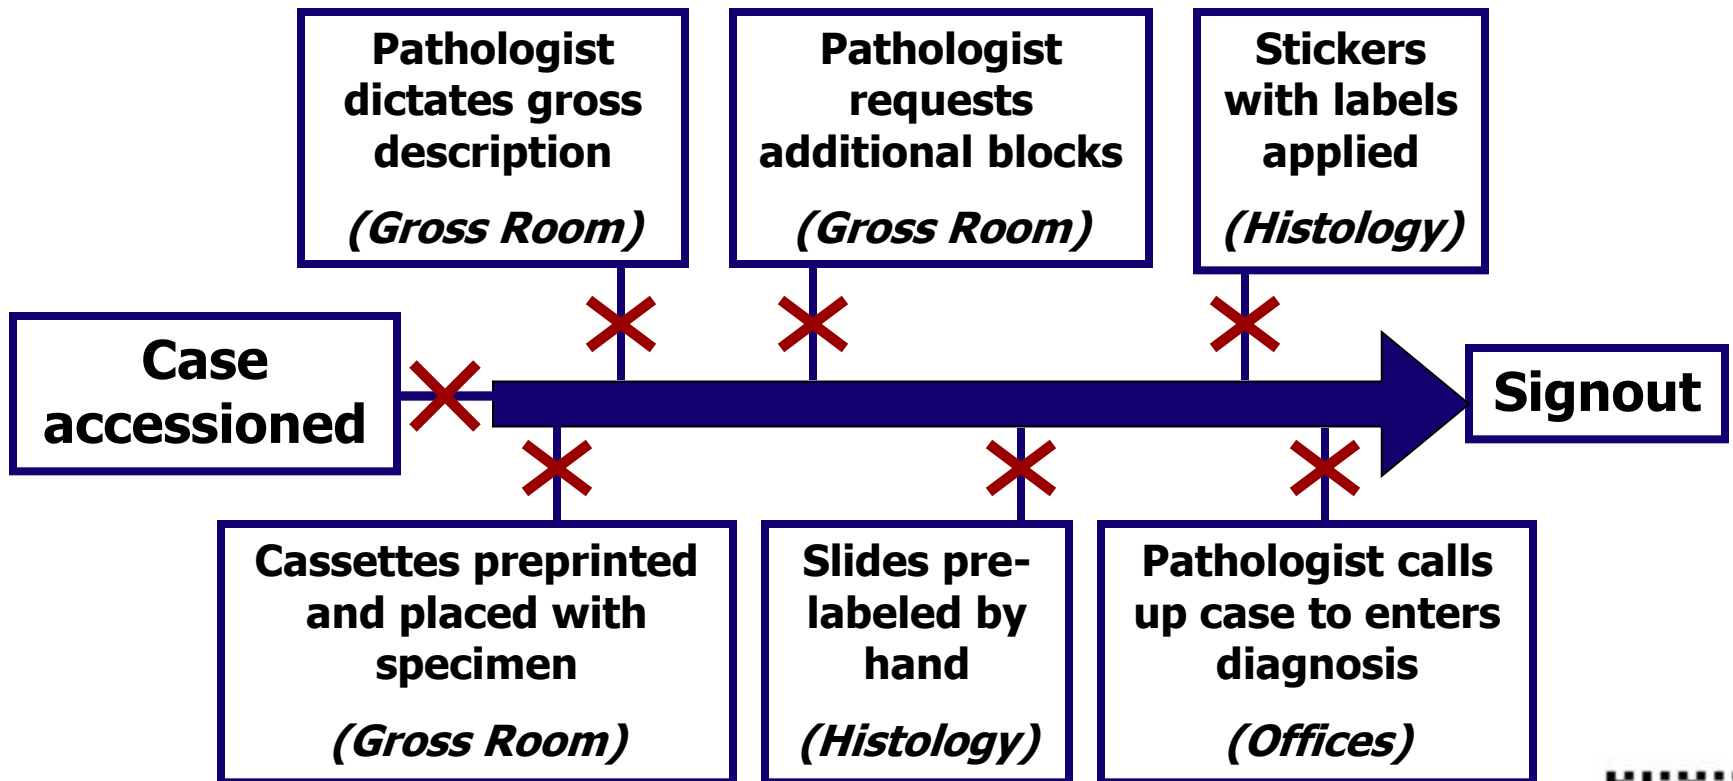 Pathologist
dictates gross
description
(Gross Room)
Pathologist
requests
additional blocks
(Gross Room)
Stickers
with labels
applied
(Histology)
Case
accessioned
Signout
Cassettes preprinted
and placed with
specimen
(Gross Room)
Slides pre-
labeled by
hand
(Histology)
Pathologist calls
up case to enters
diagnosis
(Offices)